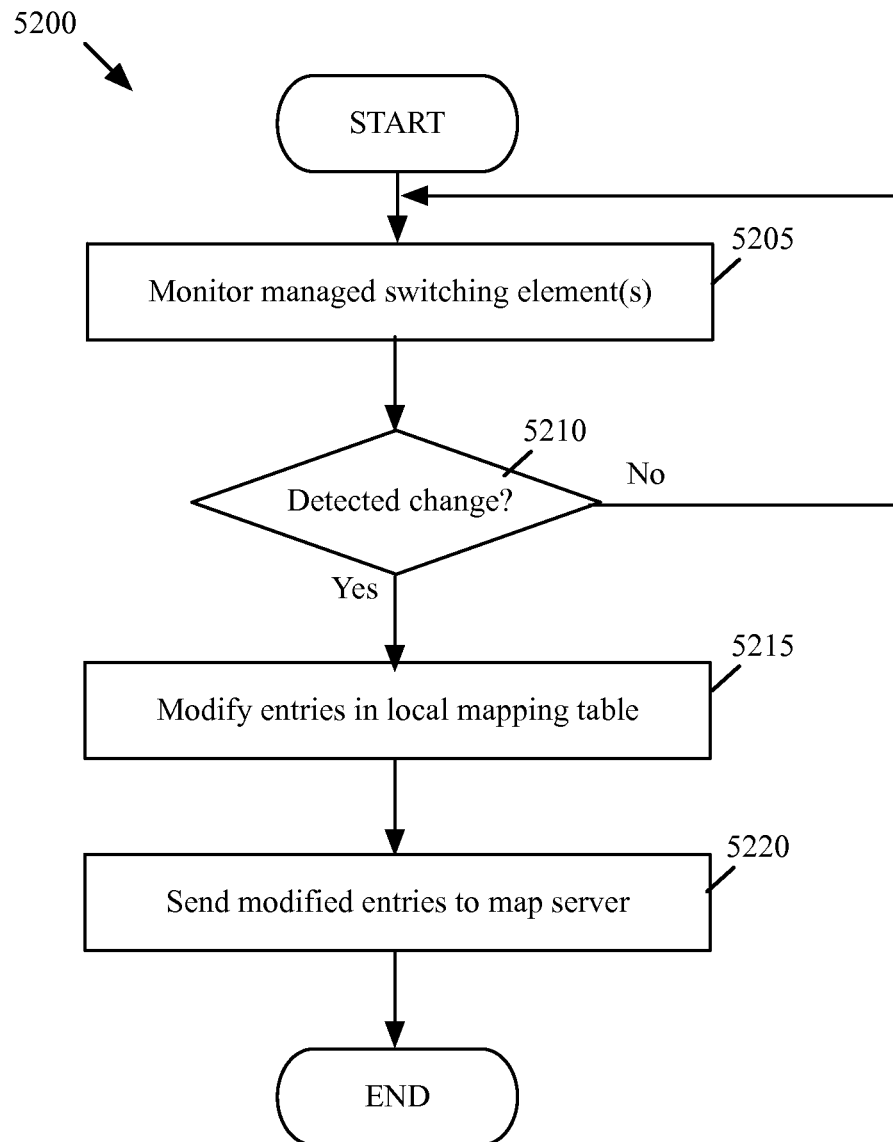 5200
START
5205
Monitor managed switching element(s)
5210
Detected change?
No
Yes
5215
Modify entries in local mapping table
5220
Send modified entries to map server
END